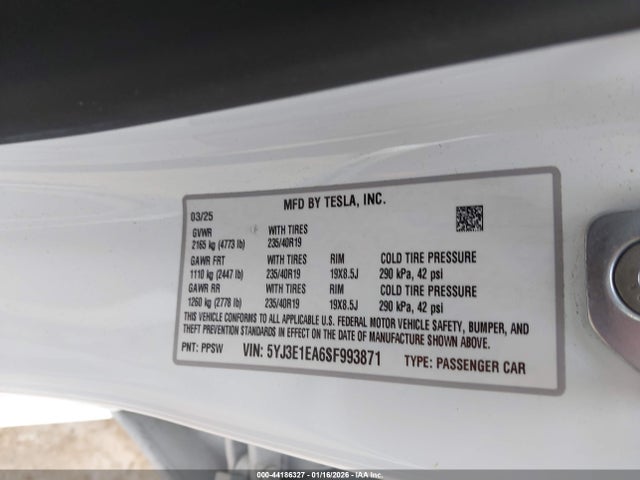 MFD BY TESLA, INC.
03/25
GVWR WITH TIRES
2165 kg (4773 lb) 235/40R19
GAWR FRT WITH TIRES RIM COLD TIRE PRESSURE
1110 kg (2447 lb) 235/40R19 19X8.5J 290 kPa, 42 psi
GAWR RR WITH TIRES RIM COLD TIRE PRESSURE
1260 kg (2778 lb) 235/40R19 19X8.5J 290 kPa, 42 psi
THIS VEHICLE CONFORMS TO ALL APPLICABLE U.S. FEDERAL MOTOR VEHICLE SAFETY, BUMPER, AND
THEFT PREVENTION STANDARDS IN EFFECT ON THE DATE OF MANUFACTURE SHOWN ABOVE.
PNT: PPSW VIN: 5YJ3E1EA6SF993871 TYPE: PASSENGER CAR
000-44186327 - 01/16/2026 - IAAI.COM INC.